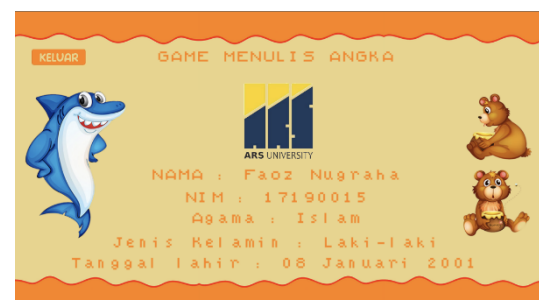 KELUAR
GAME MENULIS ANGKA
ARS UNIVERSITY
NAMA : Faoz Nugraha
NIM : 17190015
Agama : Islam
Jenis Kelamin : Laki-laki
Tanggal lahir : 08 Januari 2001